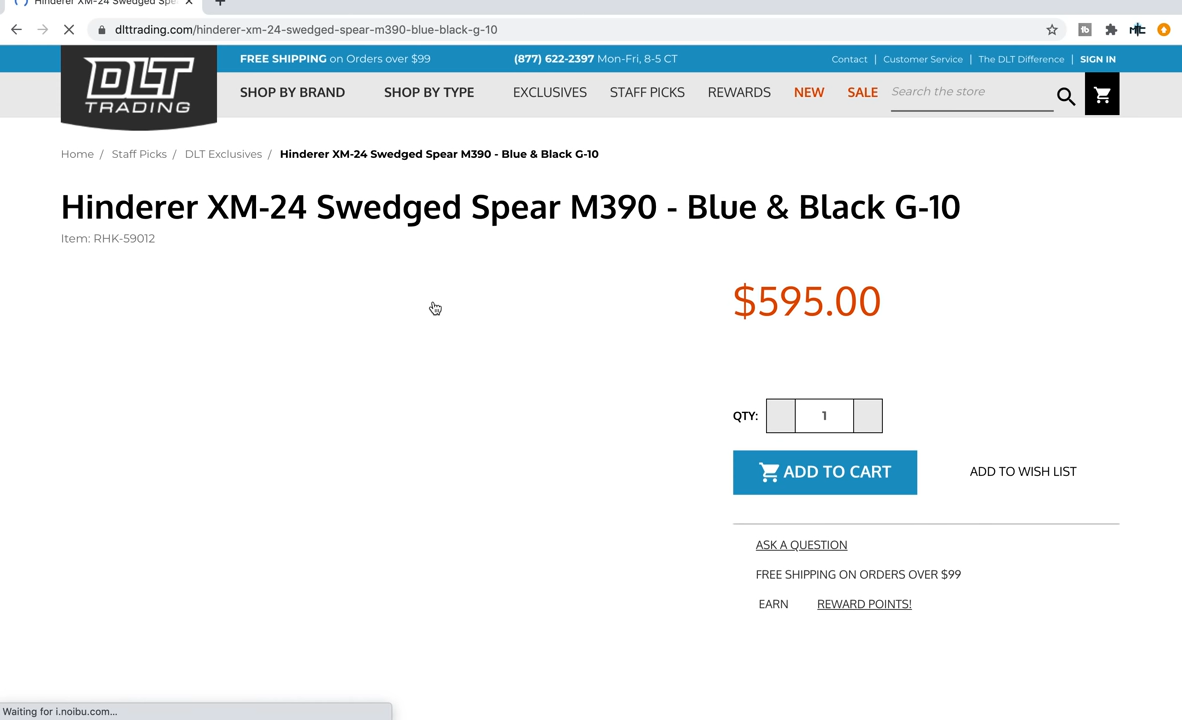 Hinderer XM-24 Swedged Spe
dlttrading.com/hinderer-xm-24-swedged-spear-m390-blue-black-g-10
FREE SHIPPING on Orders over $99
(877) 622-2397 Mon-Fri, 8-5 CT
Contact | Customer Service | The DLT Difference | SIGN IN
DLT
TRADING
SHOP BY BRAND SHOP BY TYPE EXCLUSIVES STAFF PICKS REWARDS NEW SALE Search the store
Home / Staff Picks / DLT Exclusives / Hinderer XM-24 Swedged Spear M390 - Blue & Black G-10
Hinderer XM-24 Swedged Spear M390 - Blue & Black G-10
Item: RHK-59012
$595.00
QTY: 1
ADD TO CART
ADD TO WISH LIST
ASK A QUESTION
FREE SHIPPING ON ORDERS OVER $99
EARN REWARD POINTS!
Waiting for i.noibu.com...